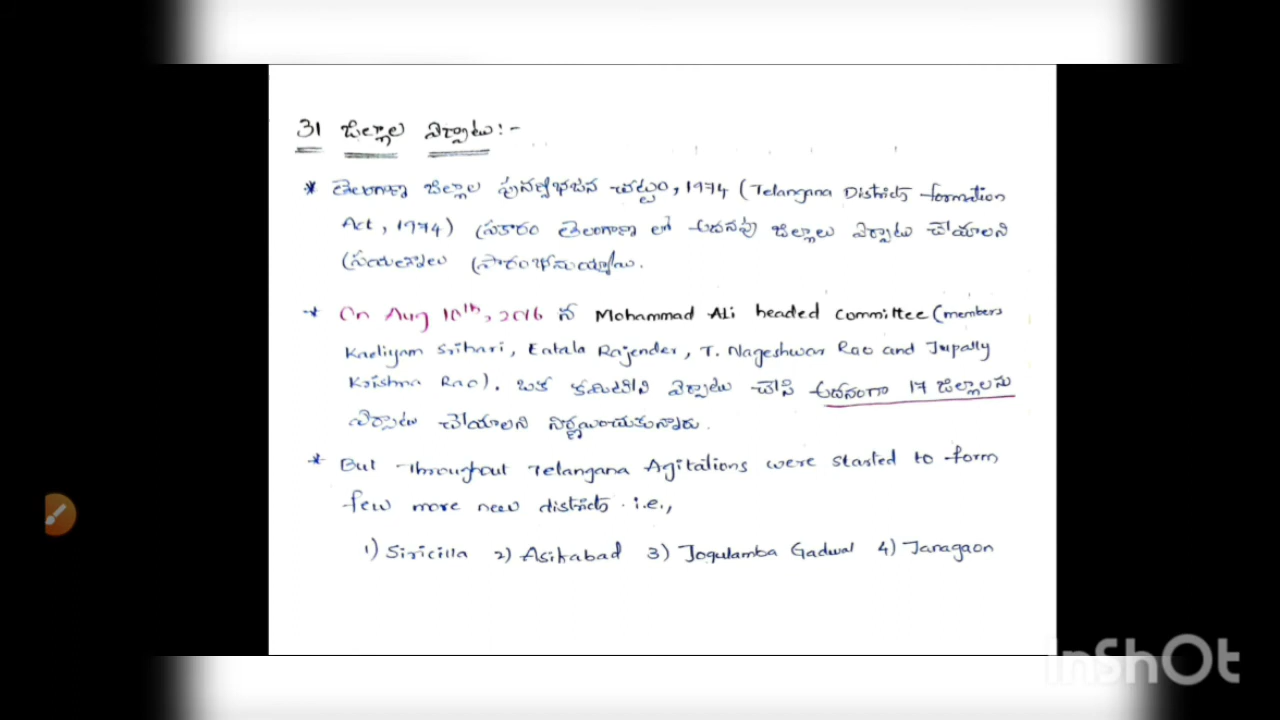 31 జిల్లాల ఏర్పాటు:-
* తెలంగాణ జిల్లాల పునర్విభజన చట్టం, 1974 (Telangana Districts formation
Act, 1974) ప్రకారం తెలంగాణ లో అదనపు జిల్లాలు ఏర్పాటు చేయాలని
ప్రయత్నాలు ప్రారంభమయ్యాయి.
* On Aug 10th, 2016 న Mohammad Ali headed committee (members
Kadiyam Srihari, Eatala Rajender, T. Nageshwar Rao and Jupally
Krishna Rao). ఒక కమిటీని ఏర్పాటు చేసి అదనంగా 17 జిల్లాలను
ఏర్పాటు చేయాలని నిర్ణయించుకున్నారు.
* But Throughout Telangana Agitations were started to form
few more new districts. i.e.,
1) Siricilla 2) Asifabad 3) Jogulamba Gadwal 4) Janagaon
InShOt